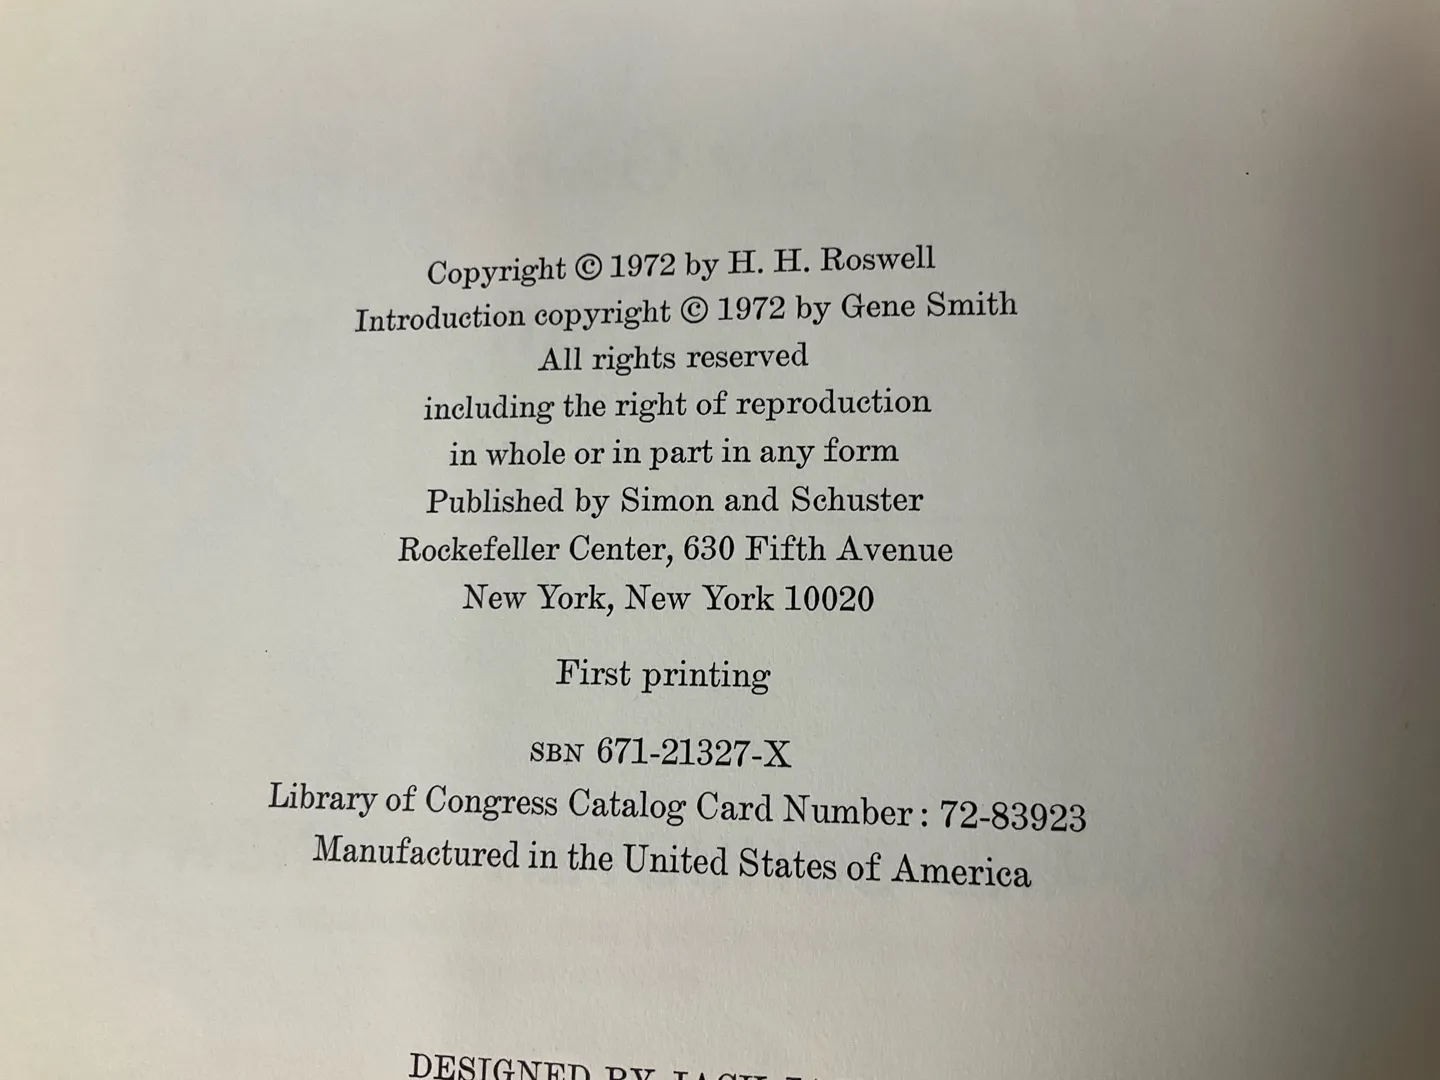 Copyright © 1972 by H. H. Roswell
Introduction copyright © 1972 by Gene Smith
All rights reserved
including the right of reproduction
in whole or in part in any form
Published by Simon and Schuster
Rockefeller Center, 630 Fifth Avenue
New York, New York 10020
First printing
SBN 671-21327-X
Library of Congress Catalog Card Number: 72-83923
Manufactured in the United States of America
DESIGNED BY JACK